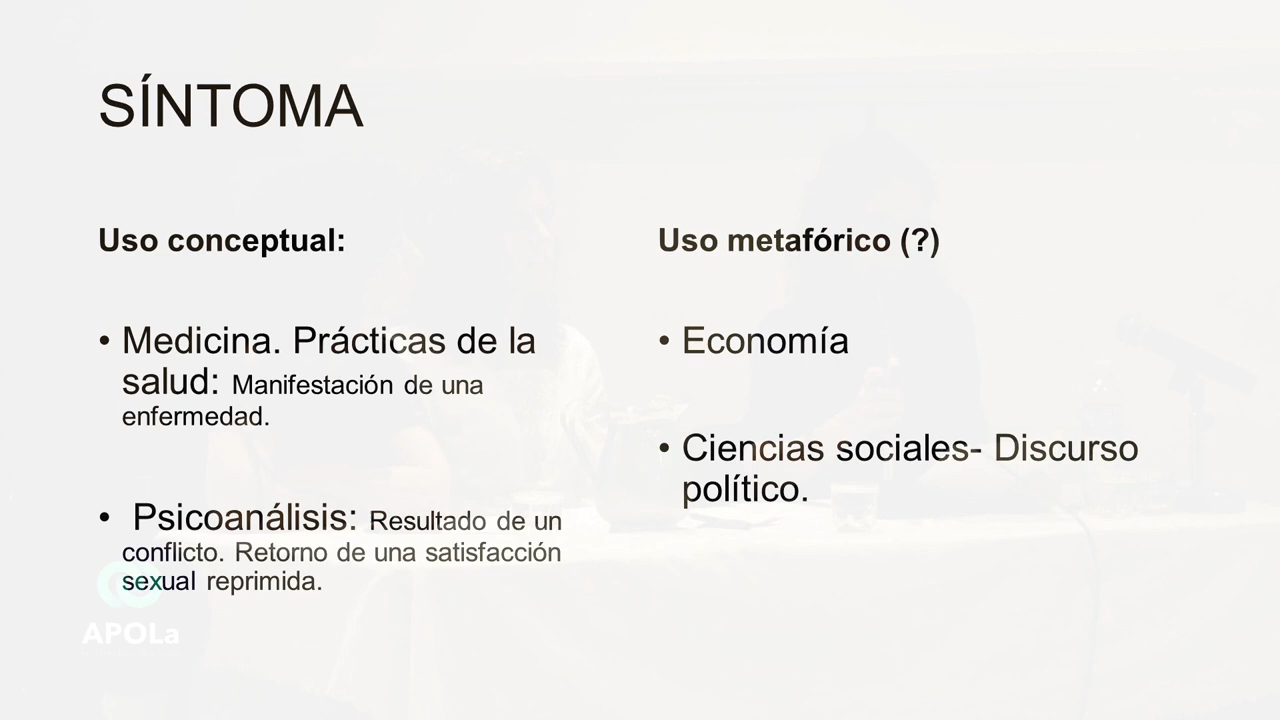 SÍNTOMA
Uso conceptual:
• Medicina. Prácticas de la
salud: Manifestación de una
enfermedad.
• Psicoanálisis: Resultado de un
conflicto. Retorno de una satisfacción
sexual reprimida.
Uso metafórico (?)
• Economía
• Ciencias sociales- Discurso
político.
APOLa